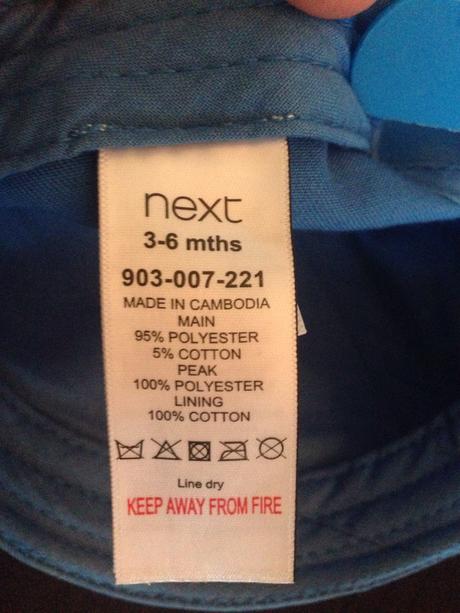 next
3-6 mths
903-007-221
MADE IN CAMBODIA
MAIN
95% POLYESTER
5% COTTON
PEAK
100% POLYESTER
LINING
100% COTTON
Line dry
KEEP AWAY FROM FIRE